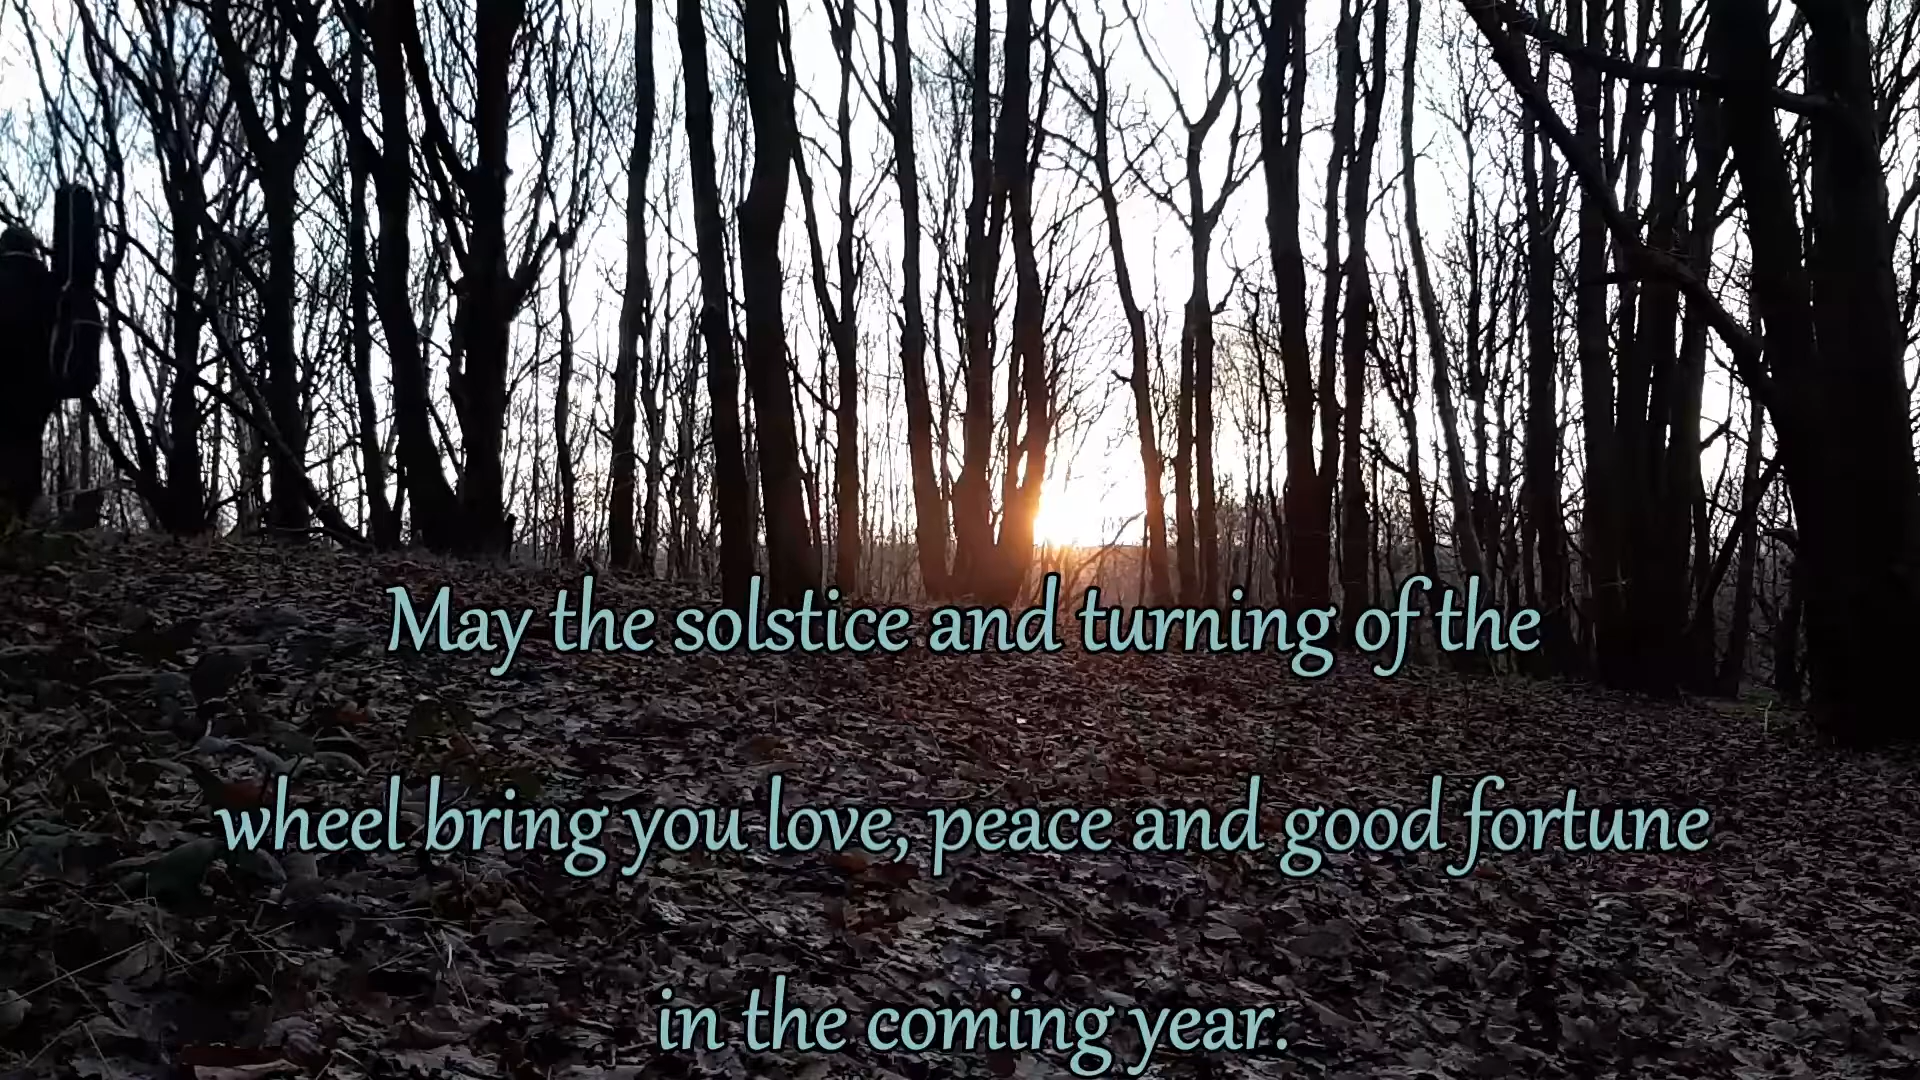 May the solstice and turning of the
wheel bring you love, peace and good fortune
in the coming year.